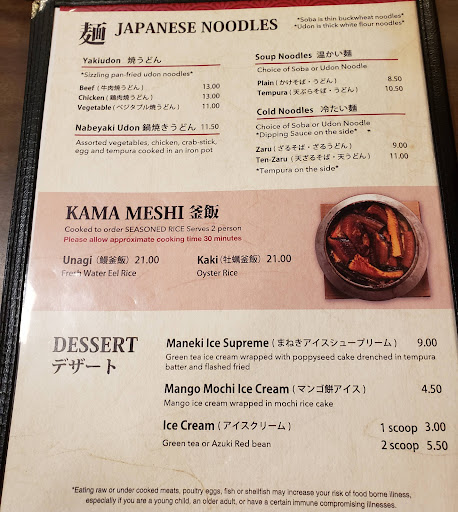 麺 JAPANESE NOODLES
*Soba is thin buckwheat noodles*
*Udon is thick white flour noodles*
Yakiudon 焼うどん
*Sizzling pan-fried udon noodles*
Beef (牛肉焼うどん) 13.00
Chicken (鶏肉焼うどん) 13.00
Vegetable (ベジタブル焼うどん) 11.00
Nabeyaki Udon 鍋焼きうどん 11.50
Assorted vegetables, chicken, crab-stick,
egg and tempura cooked in an iron pot
Soup Noodles 温かい麺
Choice of Soba or Udon Noodle
Plain (かけそば・うどん) 8.50
Tempura (天ぷらそば・うどん) 10.50
Cold Noodles 冷たい麺
Choice of Soba or Udon Noodle
*Dipping Sauce on the side* *
Zaru (ざるそば・ざるうどん) 9.00
Ten-Zaru (天ざるそば・天うどん) 11.00
*Tempura on the side*
KAMA MESHI 釜飯
Cooked to order SEASONED RICE Serves 2 person
Please allow approximate cooking time 30 minutes
Unagi (鰻釜飯) 21.00
Fresh Water Eel Rice
Kaki (牡蠣釜飯) 21.00
Oyster Rice
DESSERT
デザート
Maneki Ice Supreme (まねきアイスシュープリーム) 9.00
Green tea ice cream wrapped with poppyseed cake drenched in tempura
batter and flashed fried
Mango Mochi Ice Cream (マンゴ餅アイス) 4.50
Mango ice cream wrapped in mochi rice cake
Ice Cream (アイスクリーム) 1 scoop 3.00
Green tea or Azuki Red bean 2 scoop 5.50
*Eating raw or under cooked meats, poultry eggs, fish or shellfish may increase your risk of food borne illness,
especially if you are a young child, an older adult, or have a certain immune compromising illnesses.